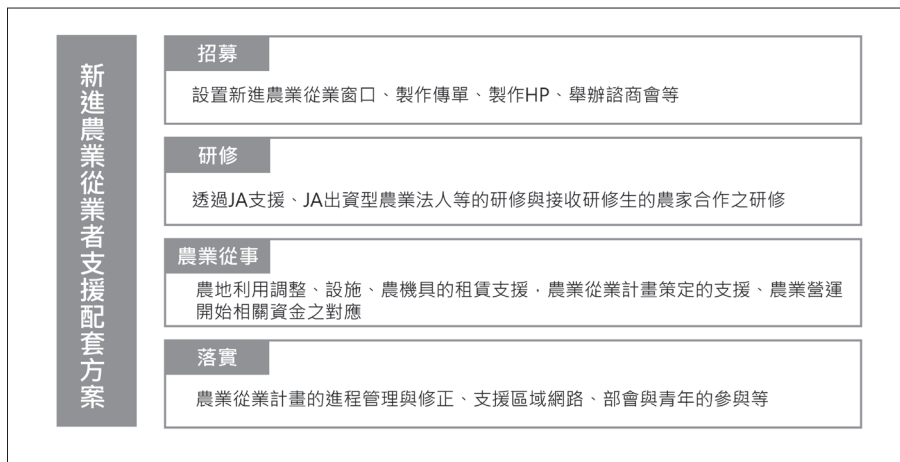 新進農業從業者支援配套方案
招募
設置新進農業從業窗口、製作傳單、製作HP、舉辦諮商會等
研修
透過JA支援、JA出資型農業法人等的研修與接收研修生的農家合作之研修
農業從事
農地利用調整、設施、農機具的租賃支援，農業從業計畫策定的支援、農業營運
開始相關資金之對應
落實
農業從業計畫的進程管理與修正、支援區域網路、部會與青年的參與等